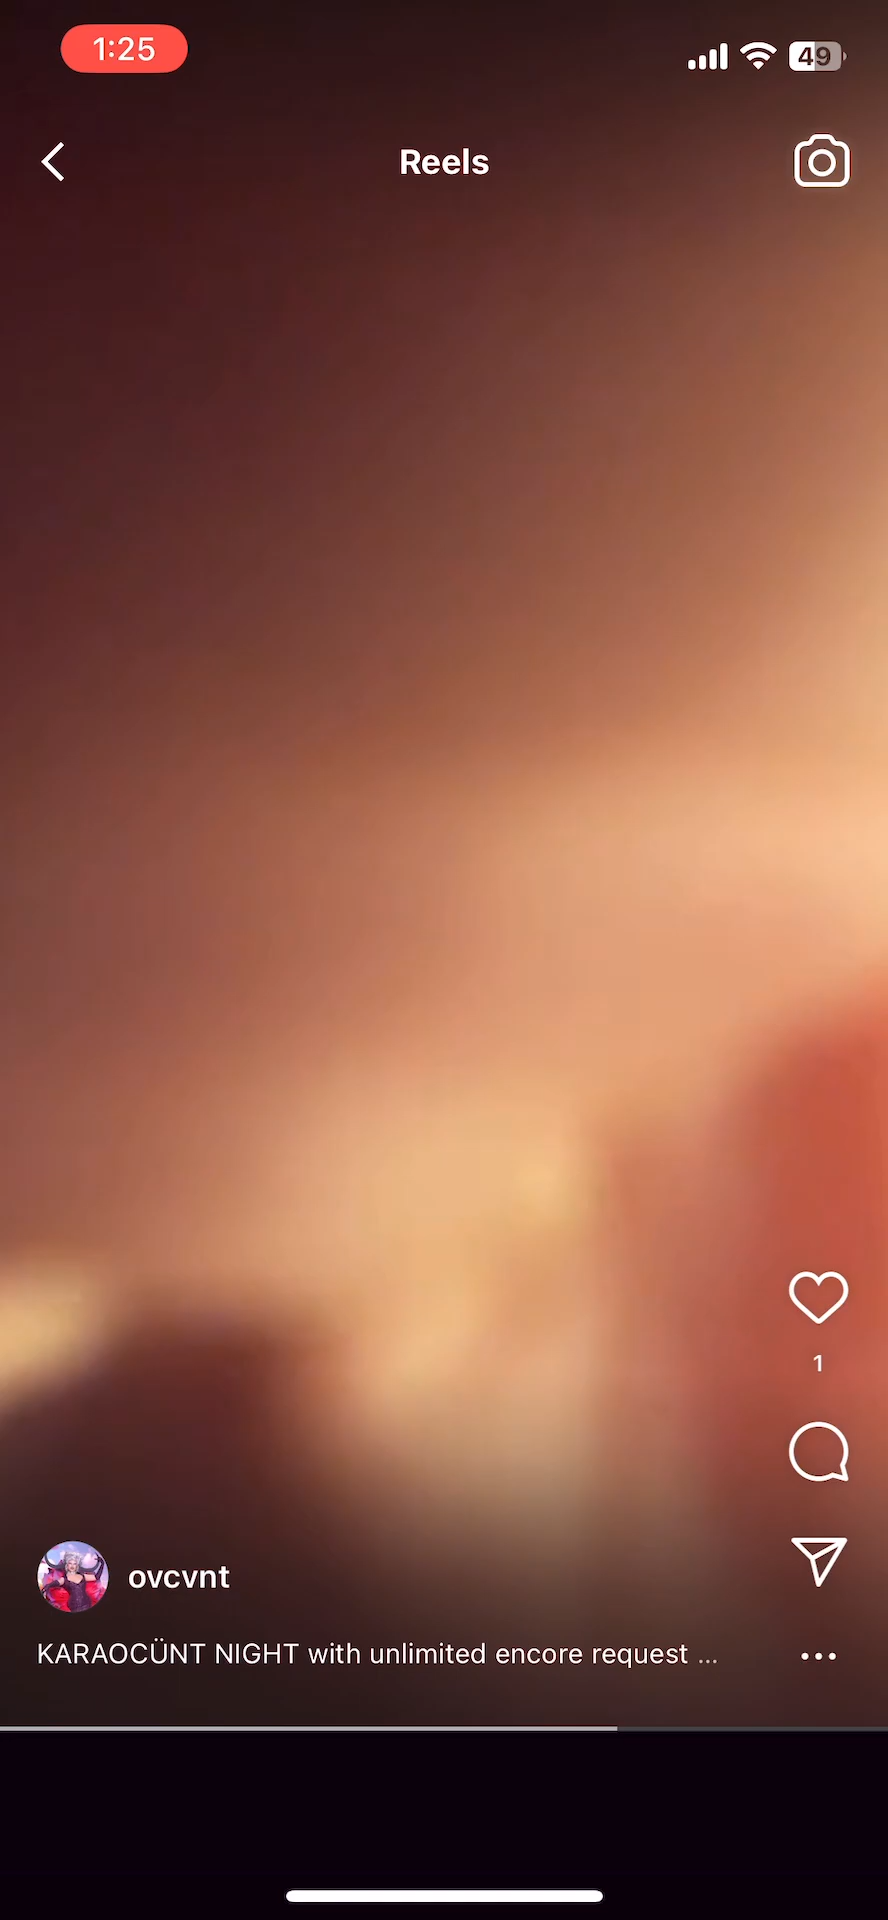 1:25
49
Reels
1
ovcvnt
KARAOCÜNT NIGHT with unlimited encore request ...